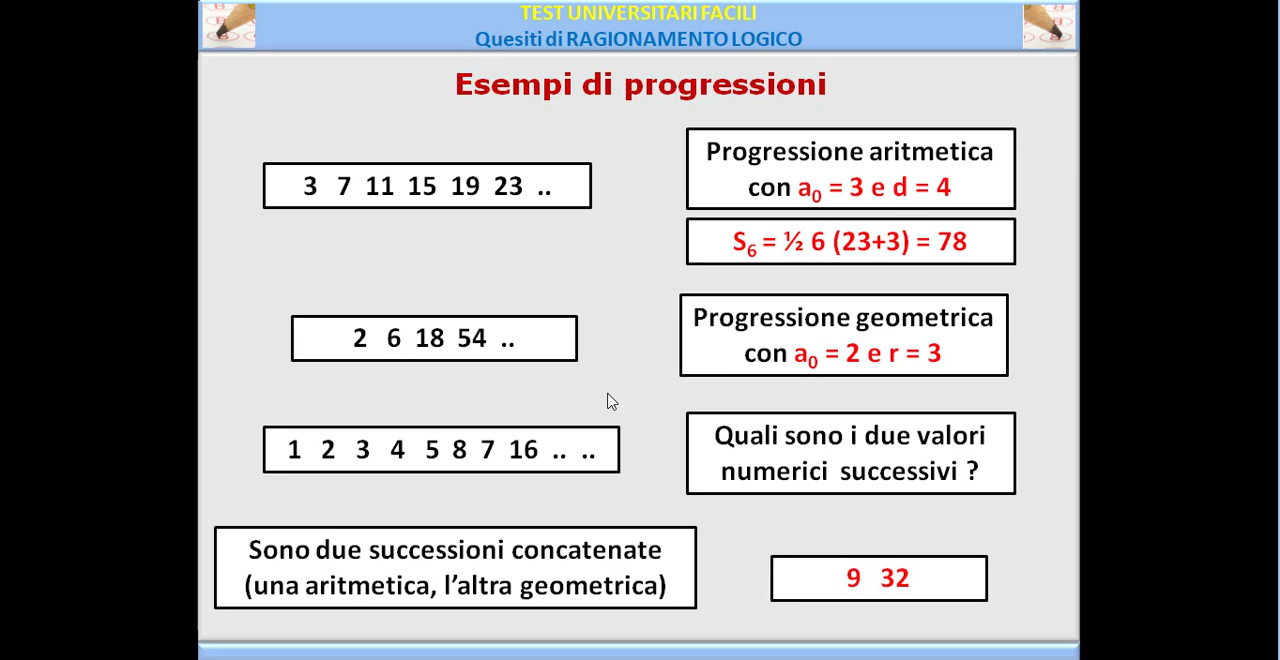 TEST UNIVERSITARI FACILI
Quesiti di RAGIONAMENTO LOGICO
Esempi di progressioni
3 7 11 15 19 23 ..
Progressione aritmetica
con a₀ = 3 e d = 4
S₆ = ½ 6 (23+3) = 78
2 6 18 54 ..
Progressione geometrica
con a₀ = 2 e r = 3
1 2 3 4 5 8 7 16 .. ..
Quali sono i due valori
numerici successivi ?
Sono due successioni concatenate
(una aritmetica, l’altra geometrica)
9 32